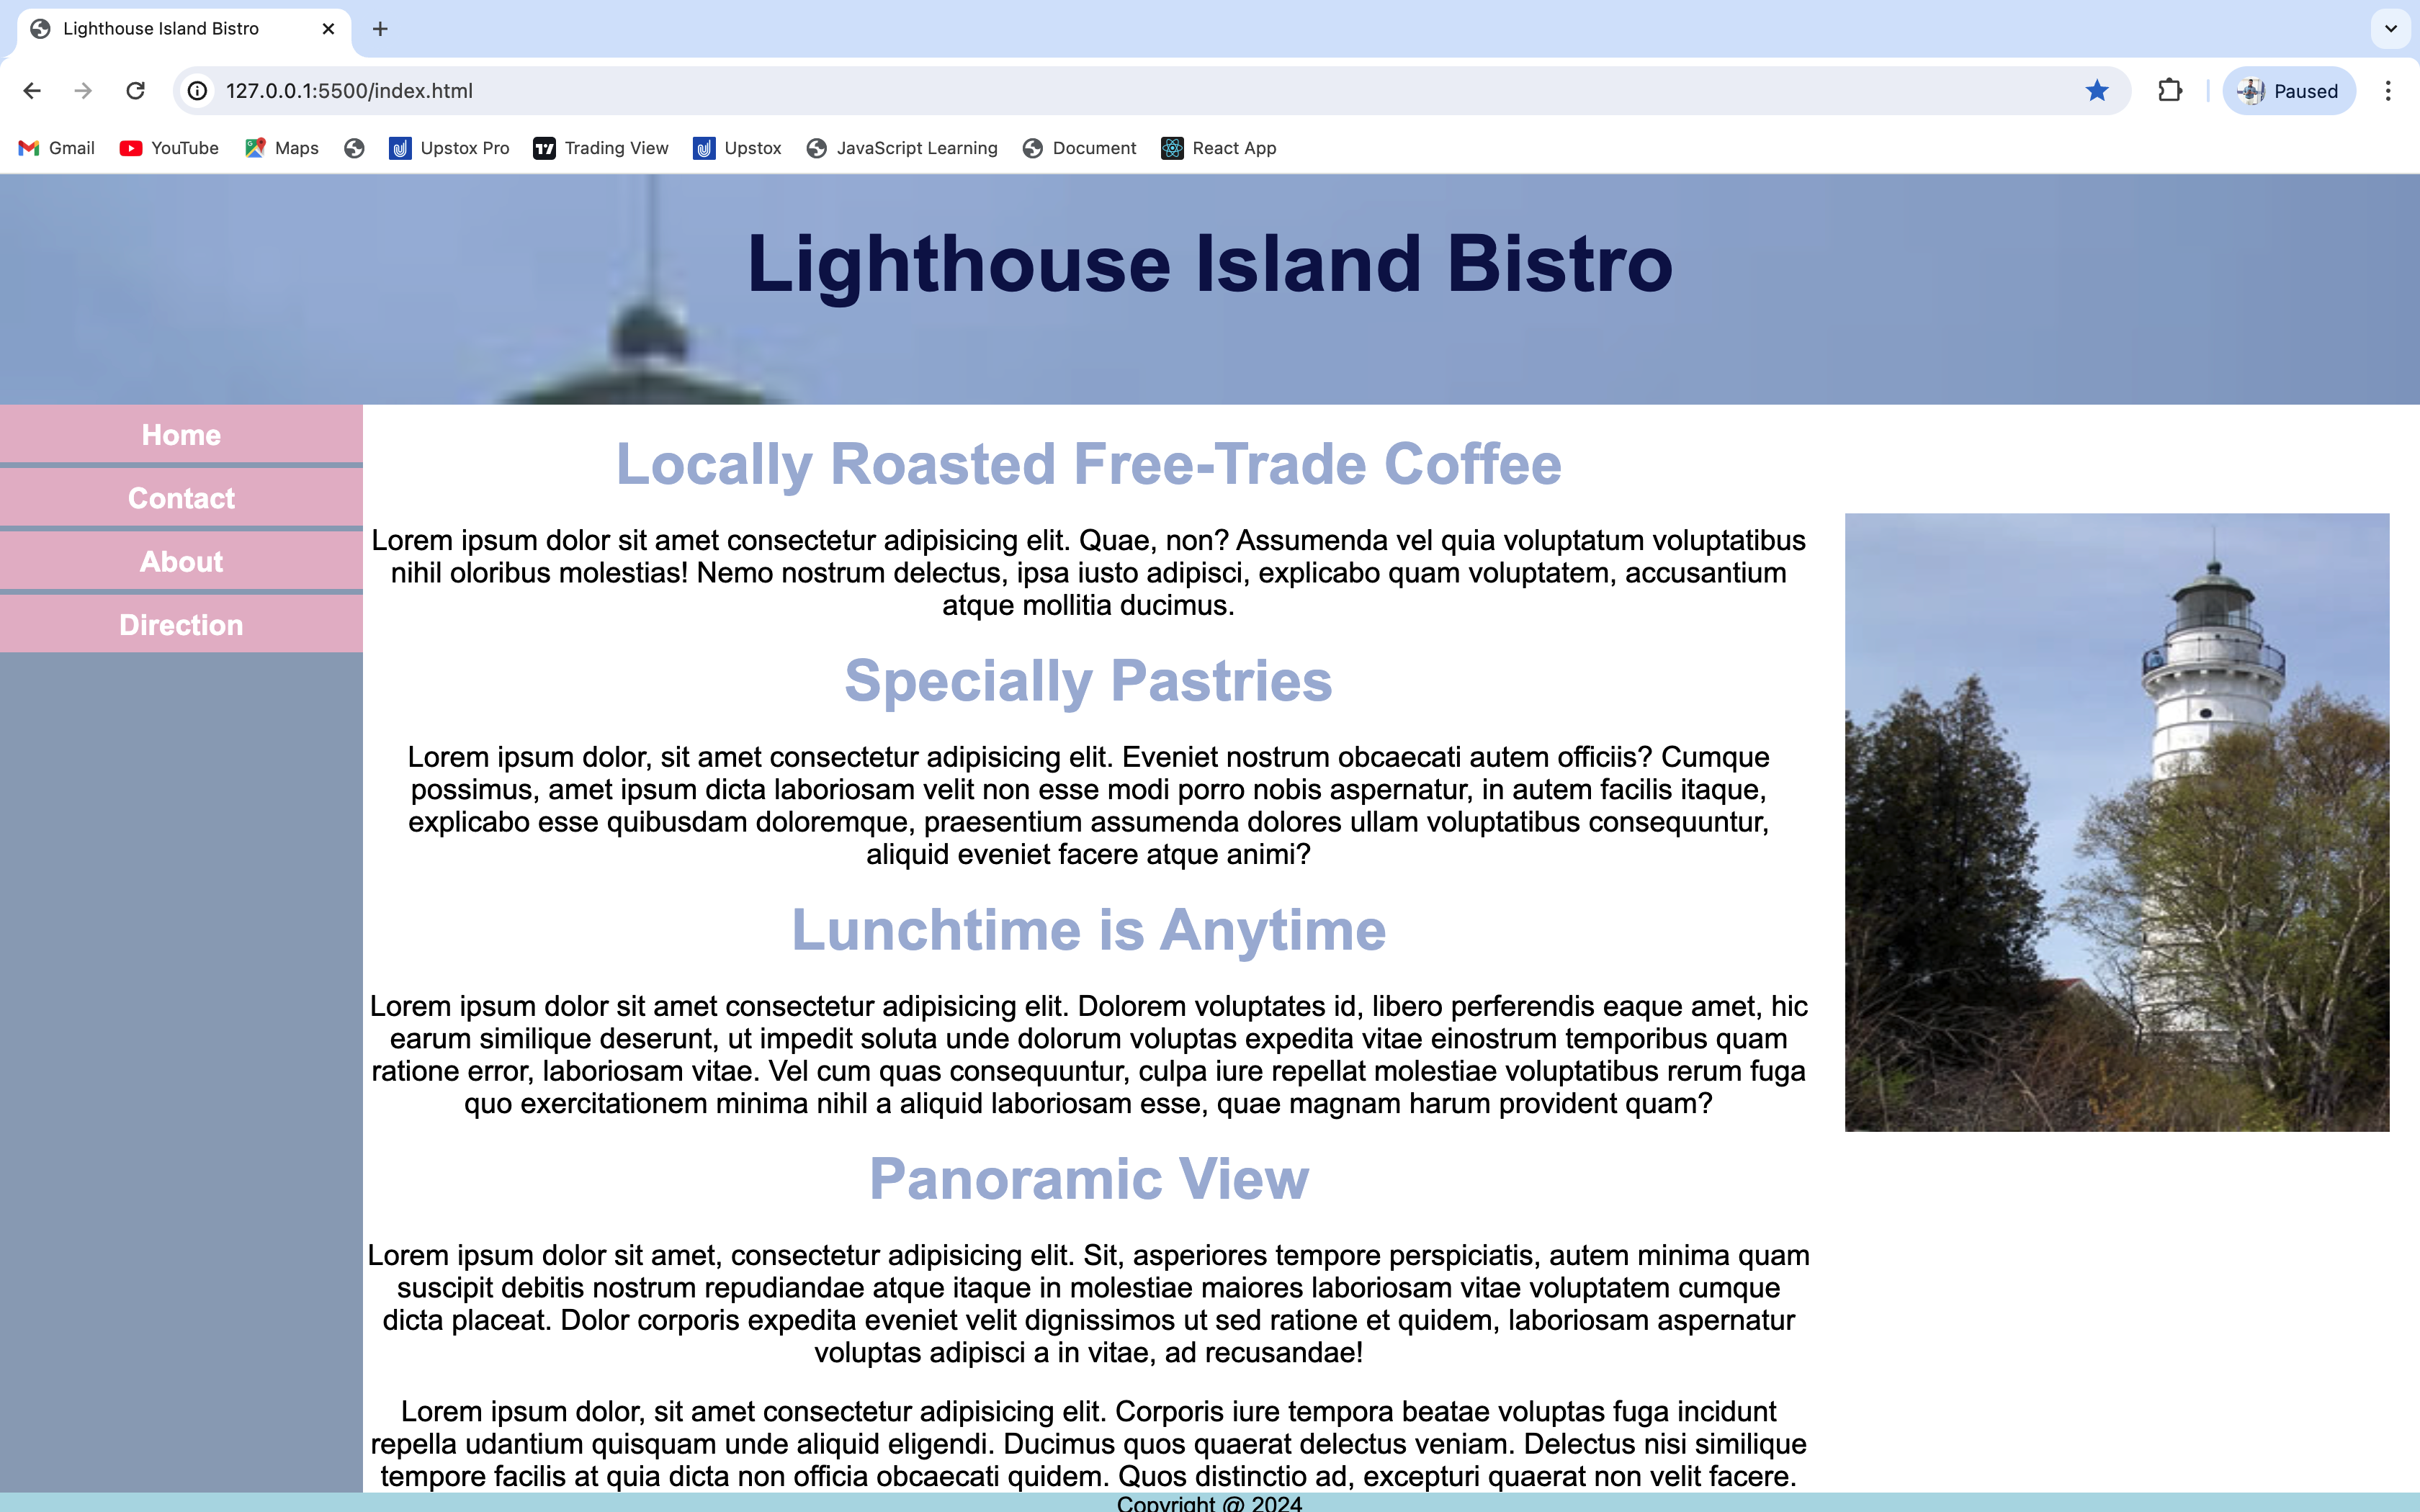 Lighthouse Island Bistro
127.0.0.1:5500/index.html
Paused
Gmail
YouTube
Maps
Upstox Pro
Trading View
Upstox
JavaScript Learning
Document
React App
Lighthouse Island Bistro
Home
Contact
About
Direction
Locally Roasted Free-Trade Coffee
Lorem ipsum dolor sit amet consectetur adipisicing elit. Quae, non? Assumenda vel quia voluptatum voluptatibus
nihil oloribus molestias! Nemo nostrum delectus, ipsa iusto adipisci, explicabo quam voluptatem, accusantium
atque mollitia ducimus.
Specially Pastries
Lorem ipsum dolor, sit amet consectetur adipisicing elit. Eveniet nostrum obcaecati autem officiis? Cumque
possimus, amet ipsum dicta laboriosam velit non esse modi porro nobis aspernatur, in autem facilis itaque,
explicabo esse quibusdam doloremque, praesentium assumenda dolores ullam voluptatibus consequuntur,
aliquid eveniet facere atque animi?
Lunchtime is Anytime
Lorem ipsum dolor sit amet consectetur adipisicing elit. Dolorem voluptates id, libero perferendis eaque amet, hic
earum similique deserunt, ut impedit soluta unde dolorum voluptas expedita vitae einostrum temporibus quam
ratione error, laboriosam vitae. Vel cum quas consequuntur, culpa iure repellat molestiae voluptatibus rerum fuga
quo exercitationem minima nihil a aliquid laboriosam esse, quae magnam harum provident quam?
Panoramic View
Lorem ipsum dolor sit amet, consectetur adipisicing elit. Sit, asperiores tempore perspiciatis, autem minima quam
suscipit debitis nostrum repudiandae atque itaque in molestiae maiores laboriosam vitae voluptatem cumque
dicta placeat. Dolor corporis expedita eveniet velit dignissimos ut sed ratione et quidem, laboriosam aspernatur
voluptas adipisci a in vitae, ad recusandae!
Lorem ipsum dolor, sit amet consectetur adipisicing elit. Corporis iure tempora beatae voluptas fuga incidunt
repella udantium quisquam unde aliquid eligendi. Ducimus quos quaerat delectus veniam. Delectus nisi similique
tempore facilis at quia dicta non officia obcaecati quidem. Quos distinctio ad, excepturi quaerat non velit facere.
Copyright @ 2024